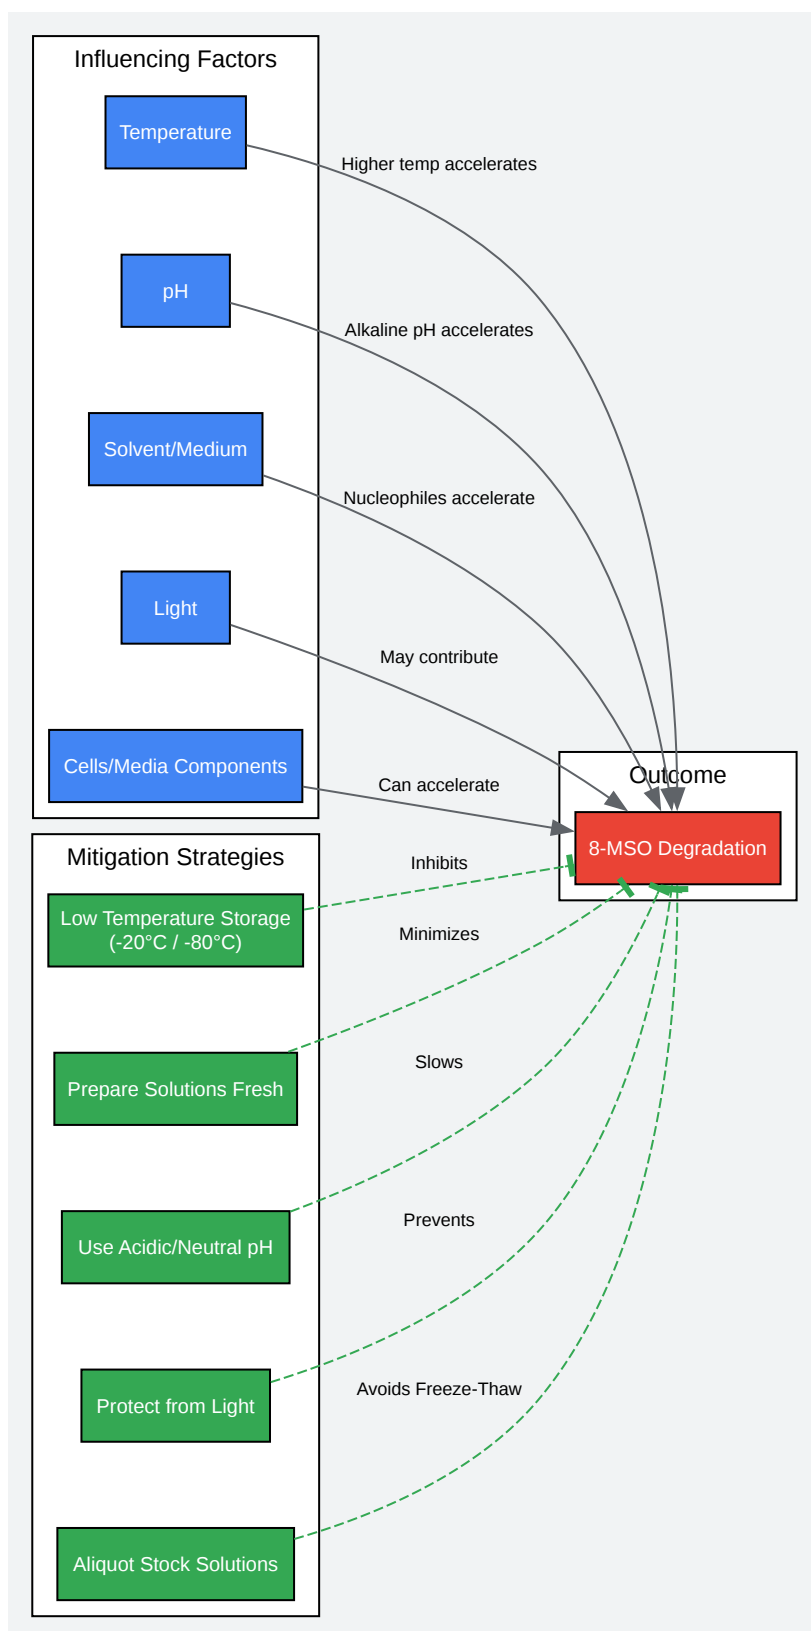 Influencing Factors
Temperature
Higher temp accelerates
pH
Alkaline pH accelerates
Solvent/Medium
Nucleophiles accelerate
Light
May contribute
Cells/Media Components
Can accelerate
Outcome
8-MSO Degradation
Mitigation Strategies
Inhibits
Low Temperature Storage
(-20°C / -80°C)
Minimizes
Prepare Solutions Fresh
Slows
Use Acidic/Neutral pH
Prevents
Protect from Light
Avoids Freeze-Thaw
Aliquot Stock Solutions